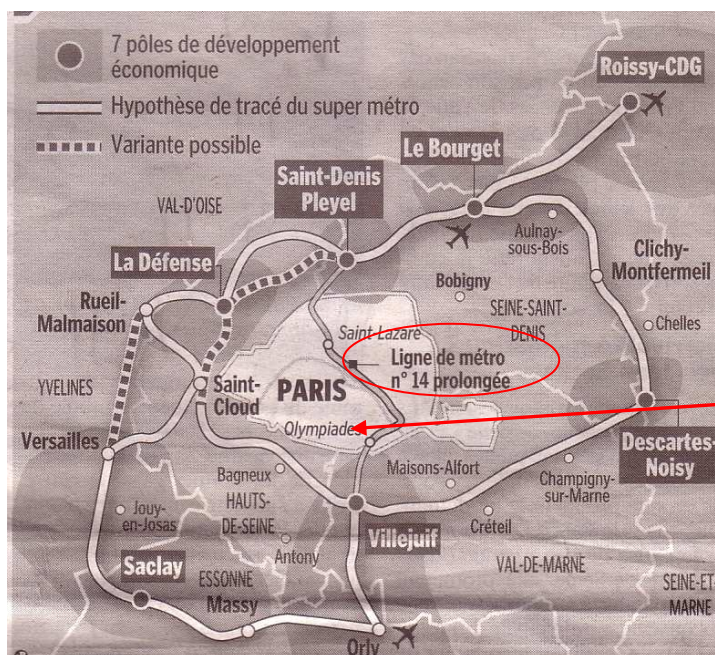 7 pôles de développement
économique
Hypothèse de tracé du super métro
Variante possible
Roissy-CDG
Le Bourget
Saint-Denis
Pleyel
VAL-D'OISE
Aulnay-
sous-Bois
La Défense
Clichy-
Montfermeil
Rueil-
Malmaison
Bobigny
SEINE-SAINT-
DENIS
Saint-Lazare
Chelles
Ligne de métro
n° 14 prolongée
YVELINES
Saint-
Cloud
PARIS
Olympiades
Versailles
Descartes-
Noisy
Bagneux
Maisons-Alfort
Champigny-
sur-Marne
HAUTS-
DE-SEINE
Jouy-
en-Josas
Créteil
Antony
Villejuif
VAL-DE-MARNE
Saclay
ESSONNE
Massy
SEINE-ET-
MARNE
Orly